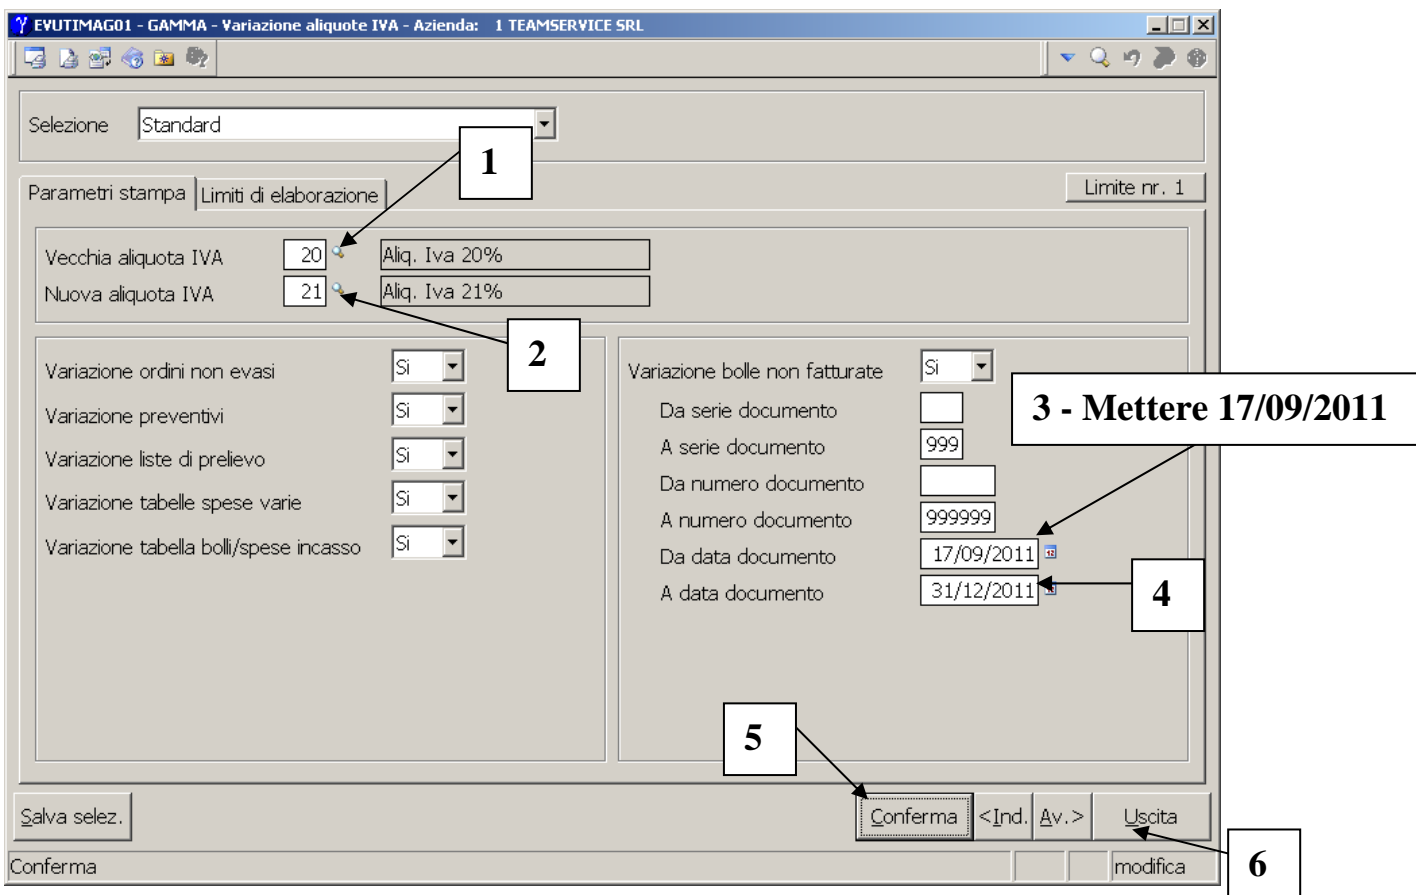 EVUTIMAG01 - GAMMA - Variazione aliquote IVA - Azienda: 1 TEAMSERVICE SRL
Selezione Standard
1
Parametri stampa Limiti di elaborazione Limite nr. 1
Vecchia aliquota IVA 20 Aliq. Iva 20%
Nuova aliquota IVA 21 Aliq. Iva 21%
2
Variazione ordini non evasi Si
Variazione preventivi Si
Variazione liste di prelievo Si
Variazione tabelle spese varie Si
Variazione tabella bolli/spese incasso Si
Variazione bolle non fatturate Si
3 - Mettere 17/09/2011
Da serie documento
A serie documento 999
Da numero documento
A numero documento 999999
Da data documento 17/09/2011
A data documento 31/12/2011
4
5
Salva selez. Conferma <Ind. Av.> Uscita
6
Conferma modifica